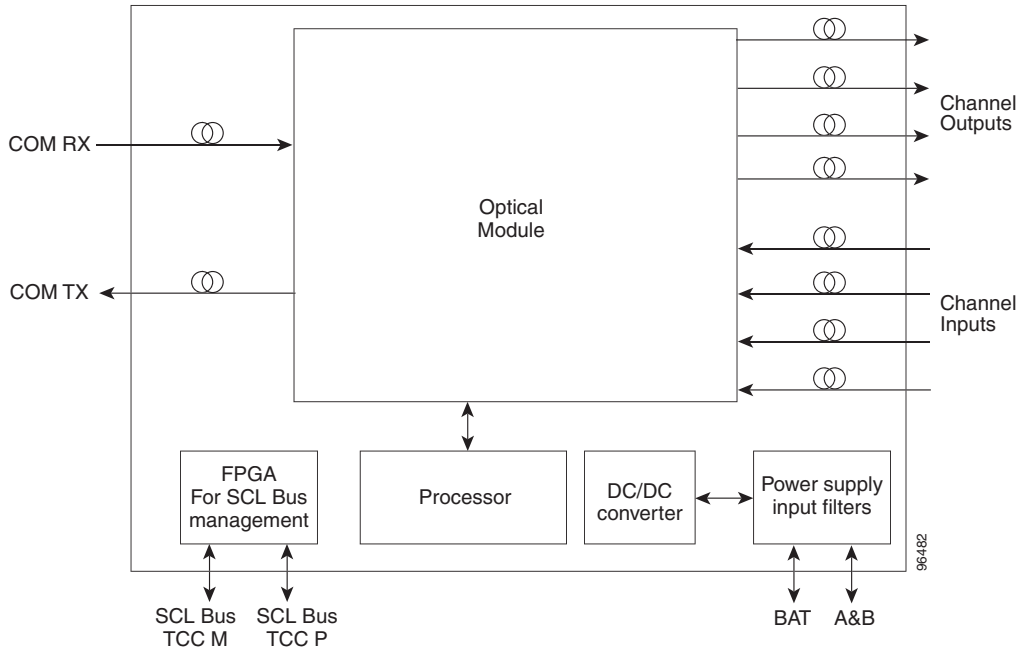 COM RX
Channel
Outputs
Optical
Module
COM TX
Channel
Inputs
FPGA
For SCL Bus
management
Processor
DC/DC
converter
Power supply
input filters
96482
SCL Bus
TCC M
SCL Bus
TCC P
BAT
A&B